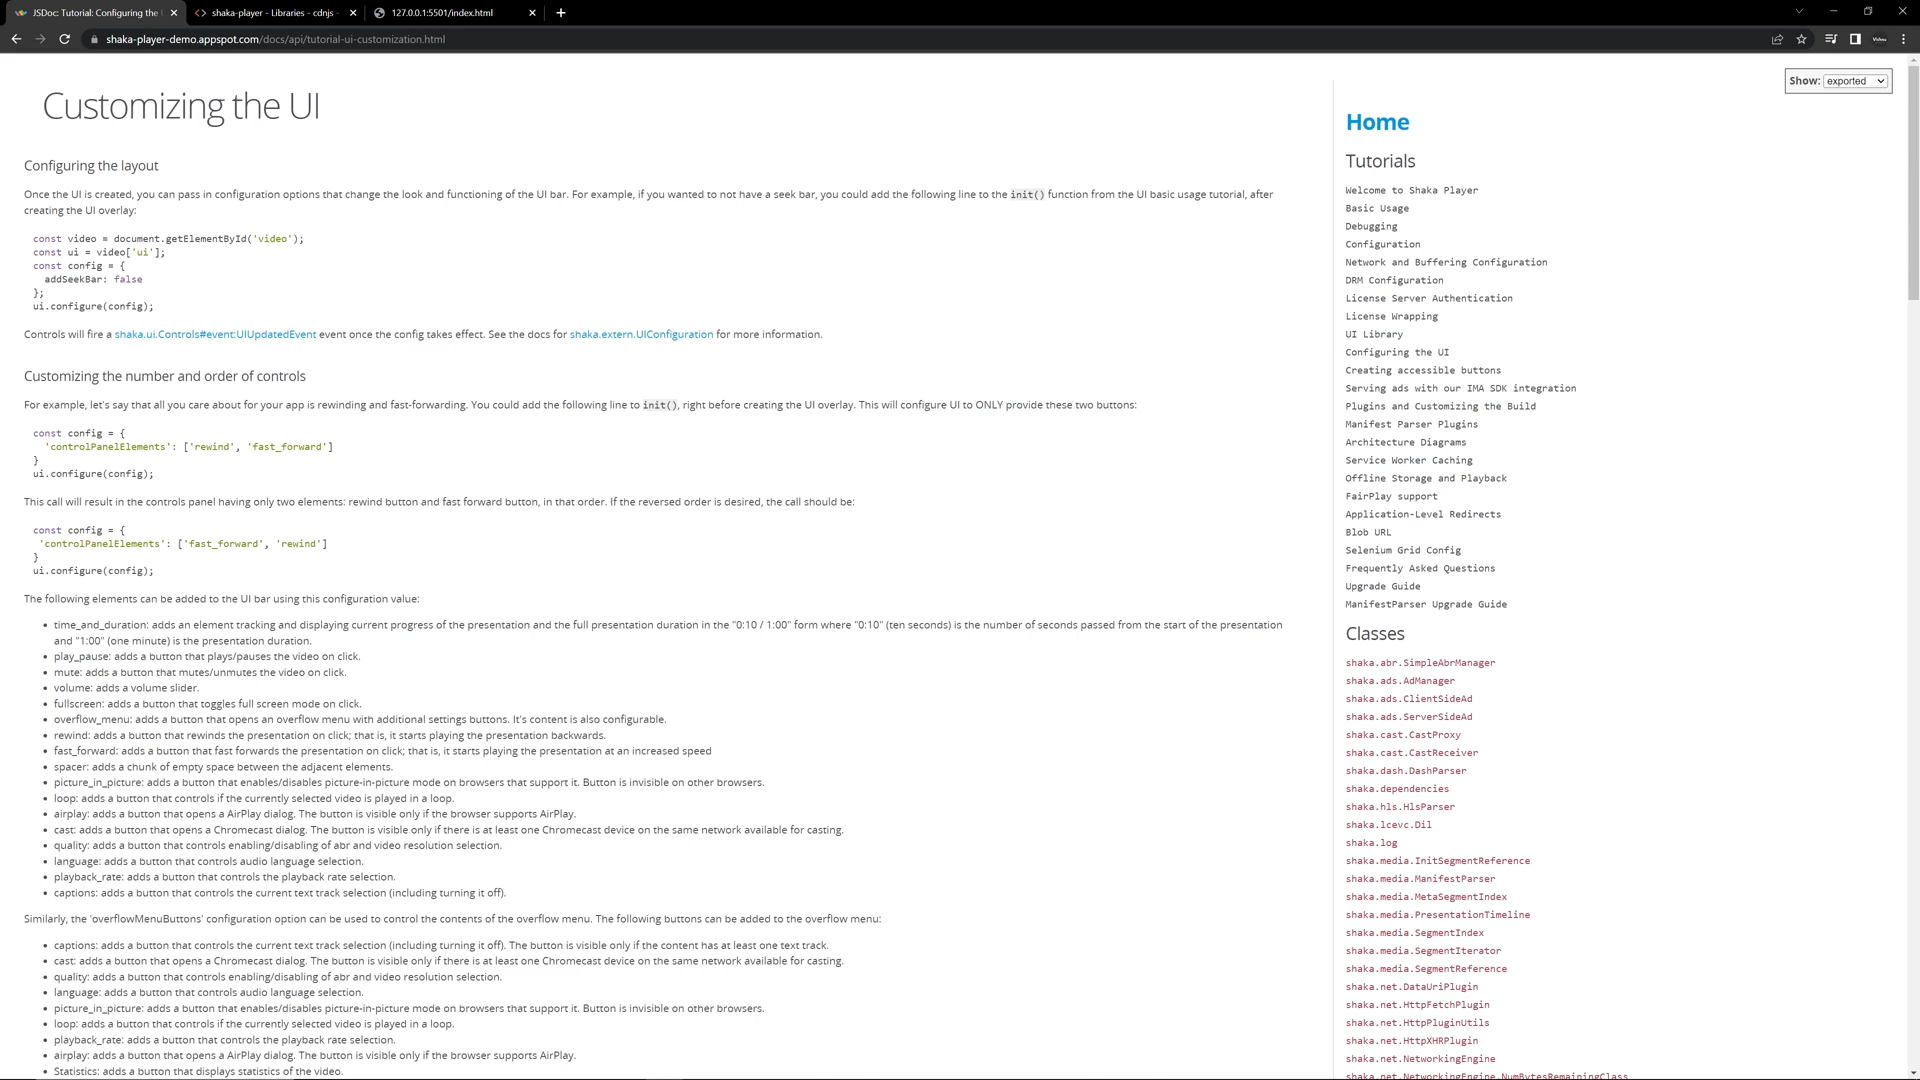 JSDoc: Tutorial: Configuring the
shaka-player - Libraries - cdnjs -
127.0.0.1:5501/index.html
shaka-player-demo.appspot.com/docs/api/tutorial-ui-customization.html
Show: exported
Customizing the UI
Configuring the layout
Once the UI is created, you can pass in configuration options that change the look and functioning of the UI bar. For example, if you wanted to not have a seek bar, you could add the following line to the init() function from the UI basic usage tutorial, after
creating the UI overlay:
const video = document.getElementById('video');
const ui = video['ui'];
const config = {
addSeekBar: false
};
ui.configure(config);
Controls will fire a shaka.ui.Controls#event:UIUpdatedEvent event once the config takes effect. See the docs for shaka.extern.UIConfiguration for more information.
Customizing the number and order of controls
For example, let's say that all you care about for your app is rewinding and fast-forwarding. You could add the following line to init(), right before creating the UI overlay. This will configure UI to ONLY provide these two buttons:
const config = {
'controlPanelElements': ['rewind', 'fast_forward']
}
ui.configure(config);
This call will result in the controls panel having only two elements: rewind button and fast forward button, in that order. If the reversed order is desired, the call should be:
const config = {
'controlPanelElements': ['fast_forward', 'rewind']
}
ui.configure(config);
The following elements can be added to the UI bar using this configuration value:
• time_and_duration: adds an element tracking and displaying current progress of the presentation and the full presentation duration in the "0:10 / 1:00" form where "0:10" (ten seconds) is the number of seconds passed from the start of the presentation
and "1:00" (one minute) is the presentation duration.
• play_pause: adds a button that plays/pauses the video on click.
• mute: adds a button that mutes/unmutes the video on click.
• volume: adds a volume slider.
• fullscreen: adds a button that toggles full screen mode on click.
• overflow_menu: adds a button that opens an overflow menu with additional settings buttons. It's content is also configurable.
• rewind: adds a button that rewinds the presentation on click; that is, it starts playing the presentation backwards.
• fast_forward: adds a button that fast forwards the presentation on click; that is, it starts playing the presentation at an increased speed
• spacer: adds a chunk of empty space between the adjacent elements.
• picture_in_picture: adds a button that enables/disables picture-in-picture mode on browsers that support it. Button is invisible on other browsers.
• loop: adds a button that controls if the currently selected video is played in a loop.
• airplay: adds a button that opens a AirPlay dialog. The button is visible only if the browser supports AirPlay.
• cast: adds a button that opens a Chromecast dialog. The button is visible only if there is at least one Chromecast device on the same network available for casting.
• quality: adds a button that controls enabling/disabling of abr and video resolution selection.
• language: adds a button that controls audio language selection.
• playback_rate: adds a button that controls the playback rate selection.
• captions: adds a button that controls the current text track selection (including turning it off).
Similarly, the 'overflowMenuButtons' configuration option can be used to control the contents of the overflow menu. The following buttons can be added to the overflow menu:
• captions: adds a button that controls the current text track selection (including turning it off). The button is visible only if the content has at least one text track.
• cast: adds a button that opens a Chromecast dialog. The button is visible only if there is at least one Chromecast device on the same network available for casting.
• quality: adds a button that controls enabling/disabling of abr and video resolution selection.
• language: adds a button that controls audio language selection.
• picture_in_picture: adds a button that enables/disables picture-in-picture mode on browsers that support it. Button is invisible on other browsers.
• loop: adds a button that controls if the currently selected video is played in a loop.
• playback_rate: adds a button that controls the playback rate selection.
• airplay: adds a button that opens a AirPlay dialog. The button is visible only if the browser supports AirPlay.
• Statistics: adds a button that displays statistics of the video.
Home
Tutorials
Welcome to Shaka Player
Basic Usage
Debugging
Configuration
Network and Buffering Configuration
DRM Configuration
License Server Authentication
License Wrapping
UI Library
Configuring the UI
Creating accessible buttons
Serving ads with our IMA SDK integration
Plugins and Customizing the Build
Manifest Parser Plugins
Architecture Diagrams
Service Worker Caching
Offline Storage and Playback
FairPlay support
Application-Level Redirects
Blob URL
Selenium Grid Config
Frequently Asked Questions
Upgrade Guide
ManifestParser Upgrade Guide
Classes
shaka.abr.SimpleAbrManager
shaka.ads.AdManager
shaka.ads.ClientSideAd
shaka.ads.ServerSideAd
shaka.cast.CastProxy
shaka.cast.CastReceiver
shaka.dash.DashParser
shaka.dependencies
shaka.hls.HlsParser
shaka.lcevc.Dil
shaka.log
shaka.media.InitSegmentReference
shaka.media.ManifestParser
shaka.media.MetaSegmentIndex
shaka.media.PresentationTimeline
shaka.media.SegmentIndex
shaka.media.SegmentIterator
shaka.media.SegmentReference
shaka.net.DataUriPlugin
shaka.net.HttpFetchPlugin
shaka.net.HttpPluginUtils
shaka.net.HttpXHRPlugin
shaka.net.NetworkingEngine
shaka.net.NetworkingEngine.NumBytesRemainingClass